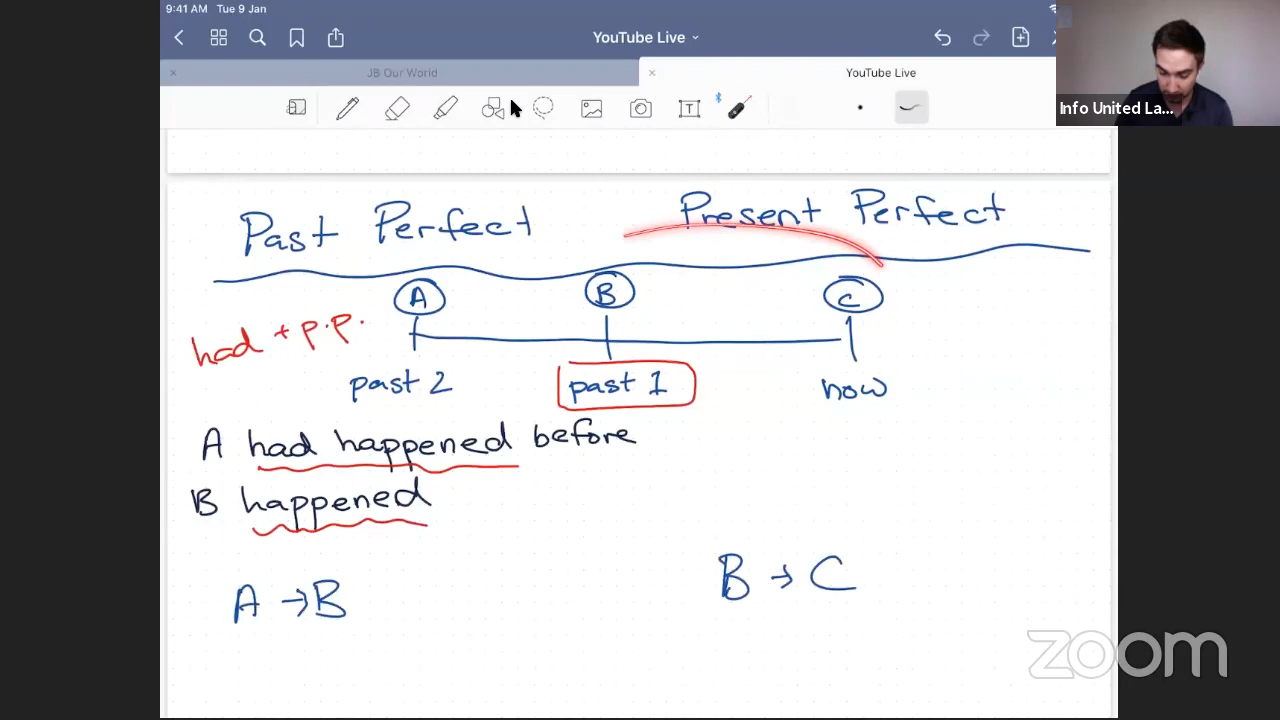 9:41 AM Tue 9 Jan
YouTube Live
JB Our World
YouTube Live
T
Info United La...
Past Perfect
Present Perfect
A
B
C
had + p.p.
past 2
past 1
now
A had happened before
B happened
A → B
B → C
zoom